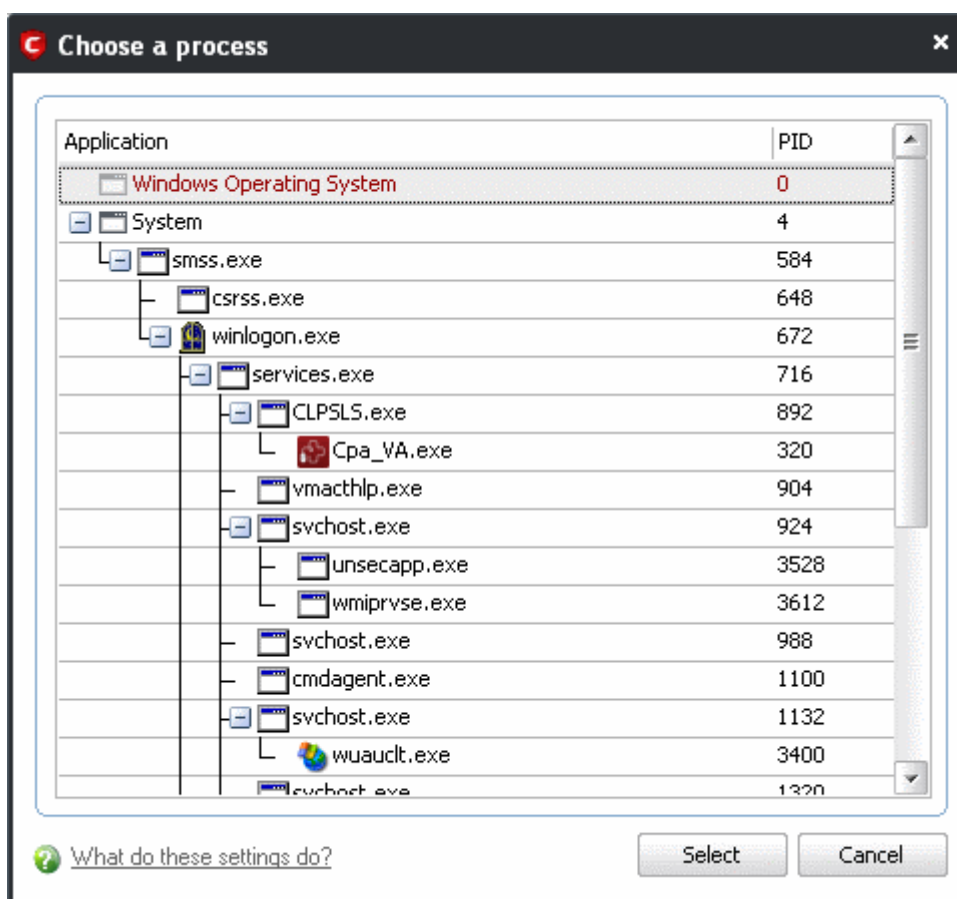 Choose a process
Application PID
Windows Operating System 0
System 4
smss.exe 584
csrss.exe 648
winlogon.exe 672
services.exe 716
CLPSLS.exe 892
Cpa_VA.exe 320
vmacthlp.exe 904
svchost.exe 924
unsecapp.exe 3528
wmiprvse.exe 3612
svchost.exe 988
cmdagent.exe 1100
svchost.exe 1132
wuauclt.exe 3400
svchost.exe 1320
What do these settings do? Select Cancel